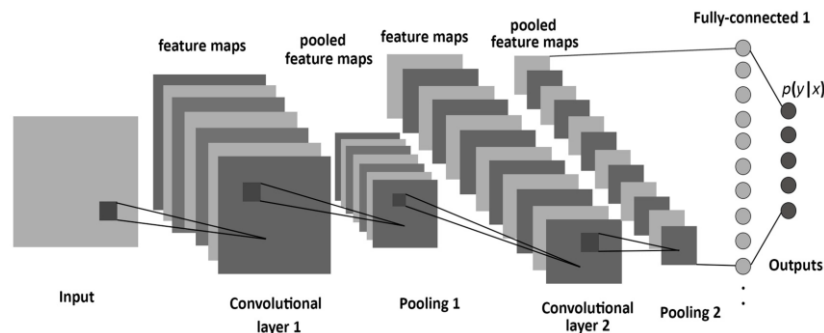 Fully-connected 1
feature maps
pooled
feature maps
feature maps
pooled
feature maps
p(y|x)
Input
Convolutional
layer 1
Pooling 1
Convolutional
layer 2
Pooling 2
Outputs